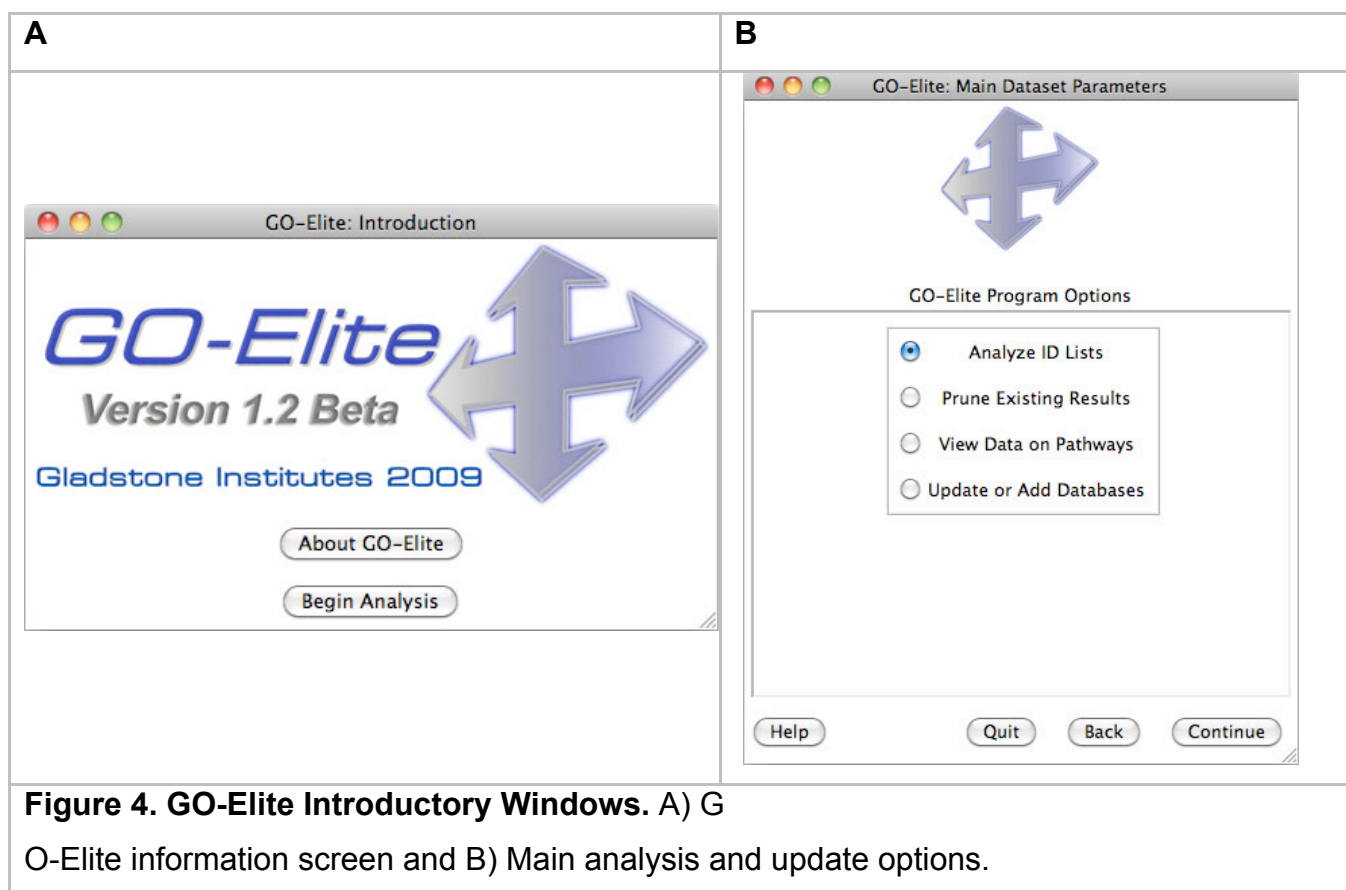 A
B
GO-Elite: Introduction
GO-Elite
Version 1.2 Beta
Gladstone Institutes 2009
About GO-Elite
Begin Analysis
GO-Elite: Main Dataset Parameters
GO-Elite Program Options
Analyze ID Lists
Prune Existing Results
View Data on Pathways
Update or Add Databases
Help
Quit
Back
Continue
Figure 4. GO-Elite Introductory Windows. A) G
O-Elite information screen and B) Main analysis and update options.